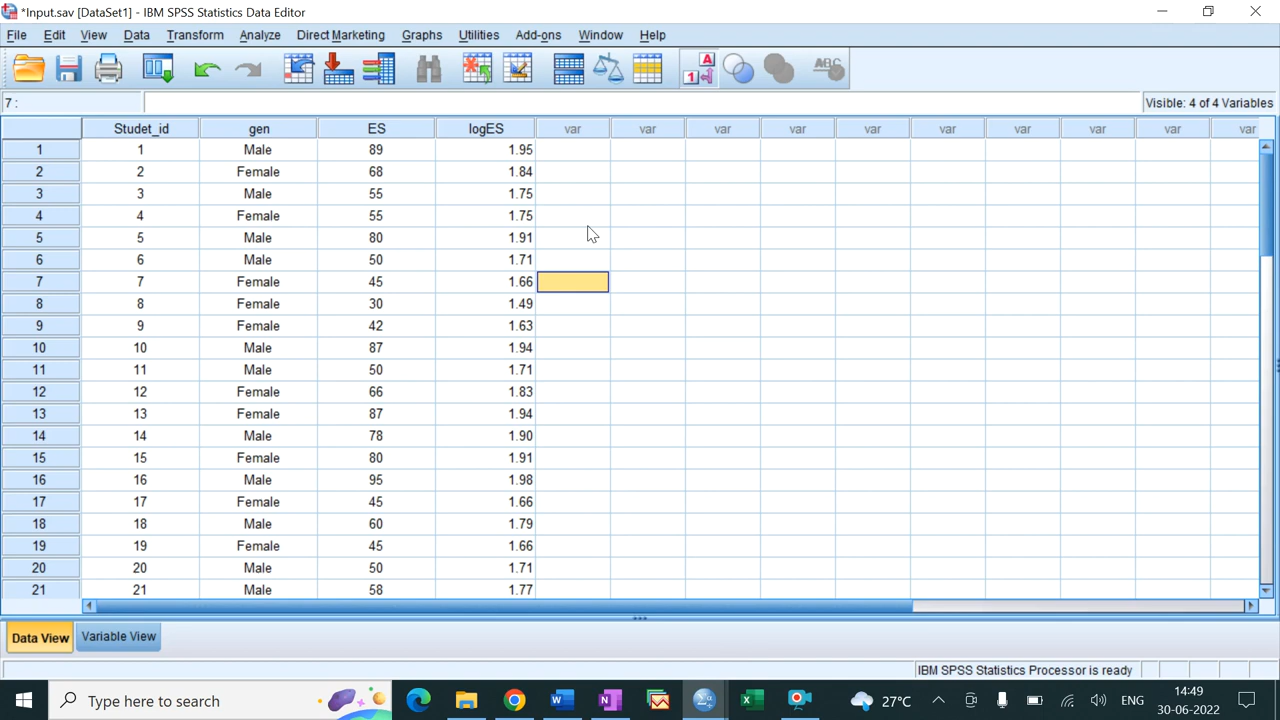 *Input.sav [DataSet1] - IBM SPSS Statistics Data Editor
File Edit View Data Transform Analyze Direct Marketing Graphs Utilities Add-ons Window Help
7 : Visible: 4 of 4 Variables
Studet_id gen ES logES var var var var var var var var var var
1 1 Male 89 1.95
2 2 Female 68 1.84
3 3 Male 55 1.75
4 4 Female 55 1.75
5 5 Male 80 1.91
6 6 Male 50 1.71
7 7 Female 45 1.66
8 8 Female 30 1.49
9 9 Female 42 1.63
10 10 Male 87 1.94
11 11 Male 50 1.71
12 12 Female 66 1.83
13 13 Female 87 1.94
14 14 Male 78 1.90
15 15 Female 80 1.91
16 16 Male 95 1.98
17 17 Female 45 1.66
18 18 Male 60 1.79
19 19 Female 45 1.66
20 20 Male 50 1.71
21 21 Male 58 1.77
Data View Variable View
IBM SPSS Statistics Processor is ready
Type here to search 27°C ENG 14:49
30-06-2022